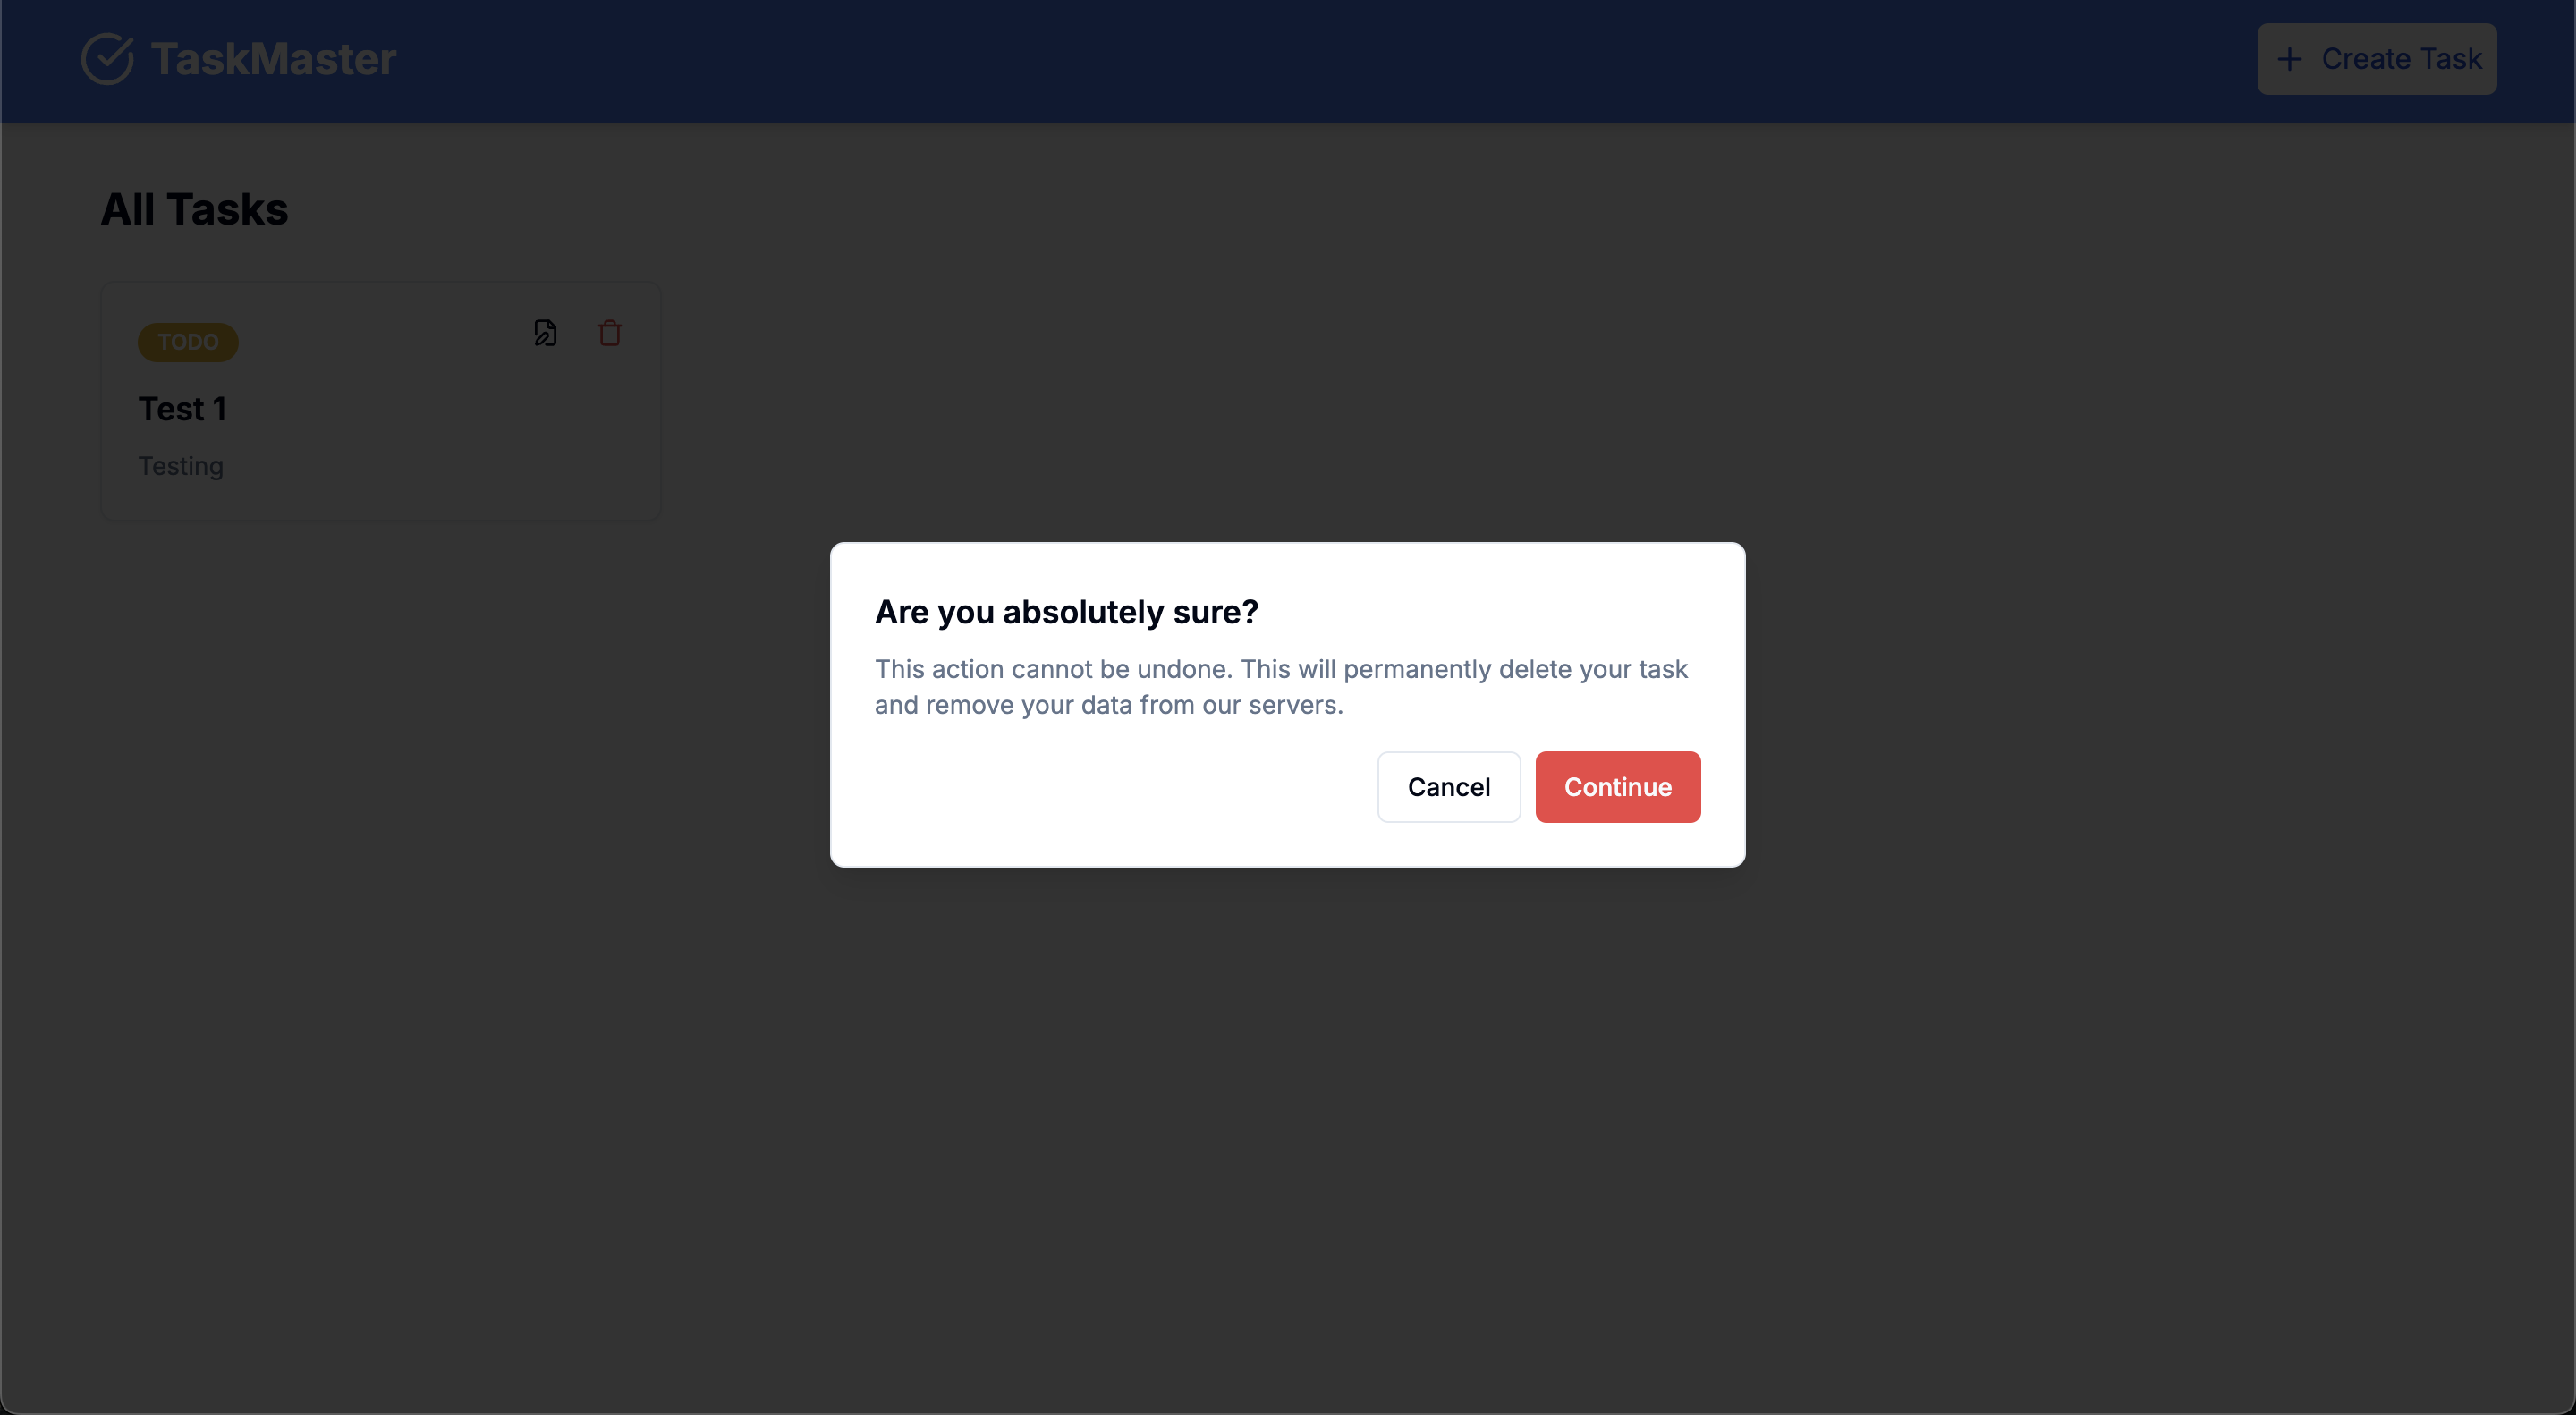 TaskMaster
Create Task
All Tasks
TODO
Test 1
Testing
Are you absolutely sure?
This action cannot be undone. This will permanently delete your task
and remove your data from our servers.
Cancel
Continue